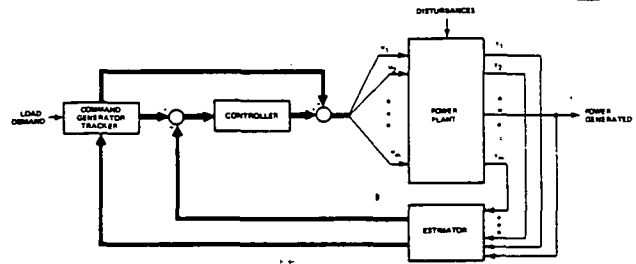 DISTURBANCES
LOAD
DEMAND
COMMAND
GENERATOR
TRACKER
CONTROLLER
POWER
PLANT
POWER
GENERATED
ESTIMATOR